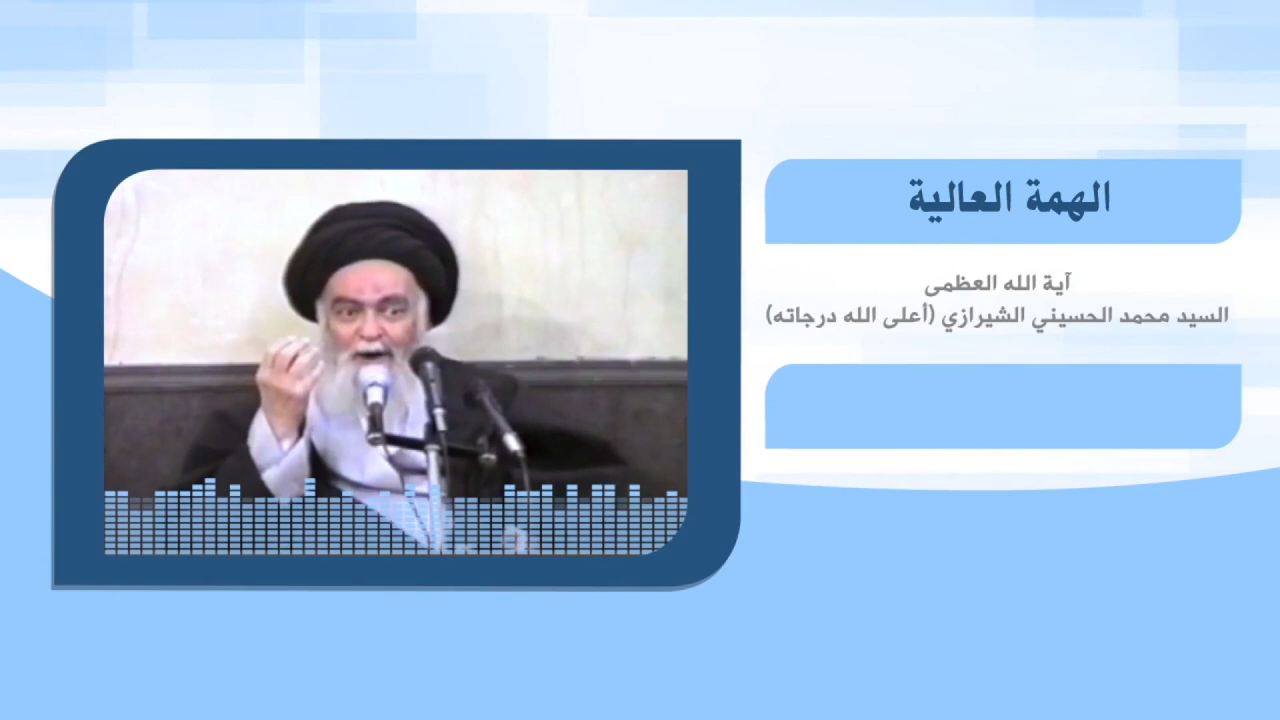 الهمة العالية
آية الله العظمى
السيد محمد الحسيني الشيرازي (أعلى الله درجاته)